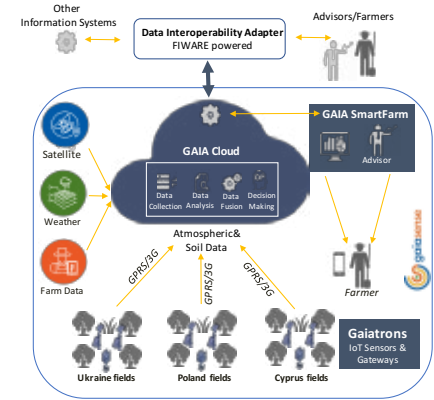 Other
Information Systems
Data Interoperability Adapter
FIWARE powered
Advisors/Farmers
GAIA Cloud
GAIA SmartFarm
Advisor
Satellite
Data
Collection
Data
Analysis
Data
Fusion
Decision
Making
Weather
Atmospheric&
Soil Data
Farm Data
GPRS/3G
GPRS/3G
GPRS/3G
Farmer
gaiasense
Gaiatrons
IoT Sensors &
Gateways
Ukraine fields
Poland fields
Cyprus fields